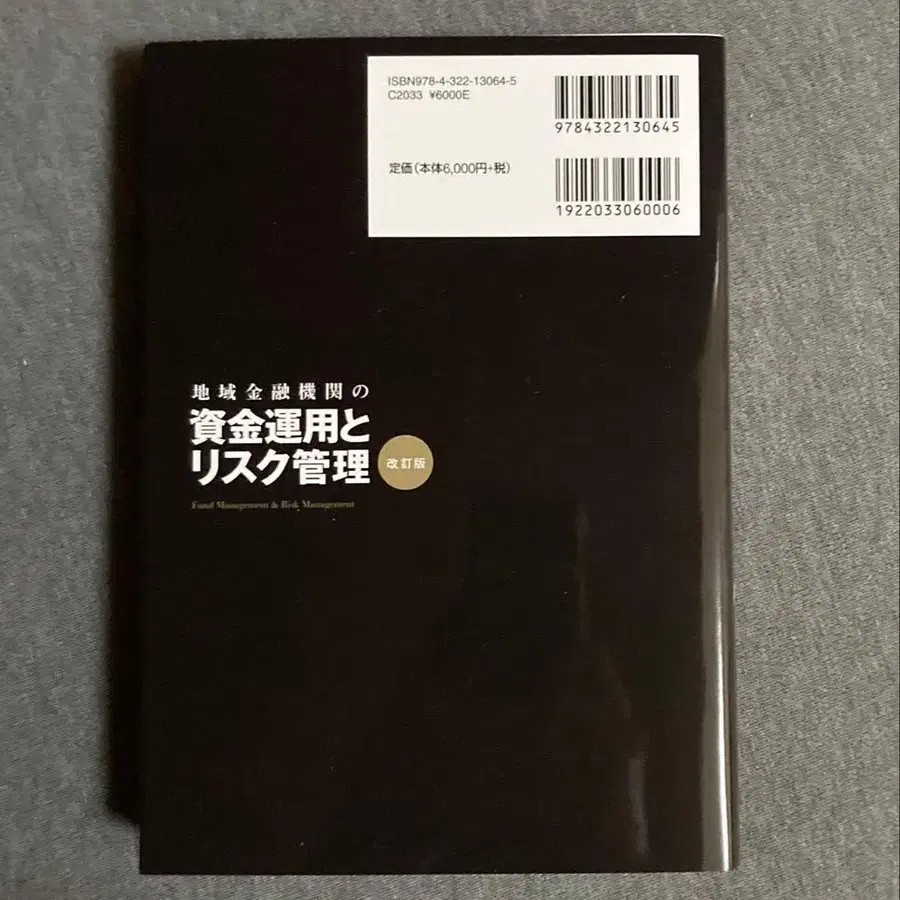 ISBN978-4-322-13064-5
C2033 ¥6000E
9784322130645
定価(本体6,000円+税)
1922033060006
地域金融機関の
資金運用と
リスク管理
改訂版
Fund Management & Risk Management